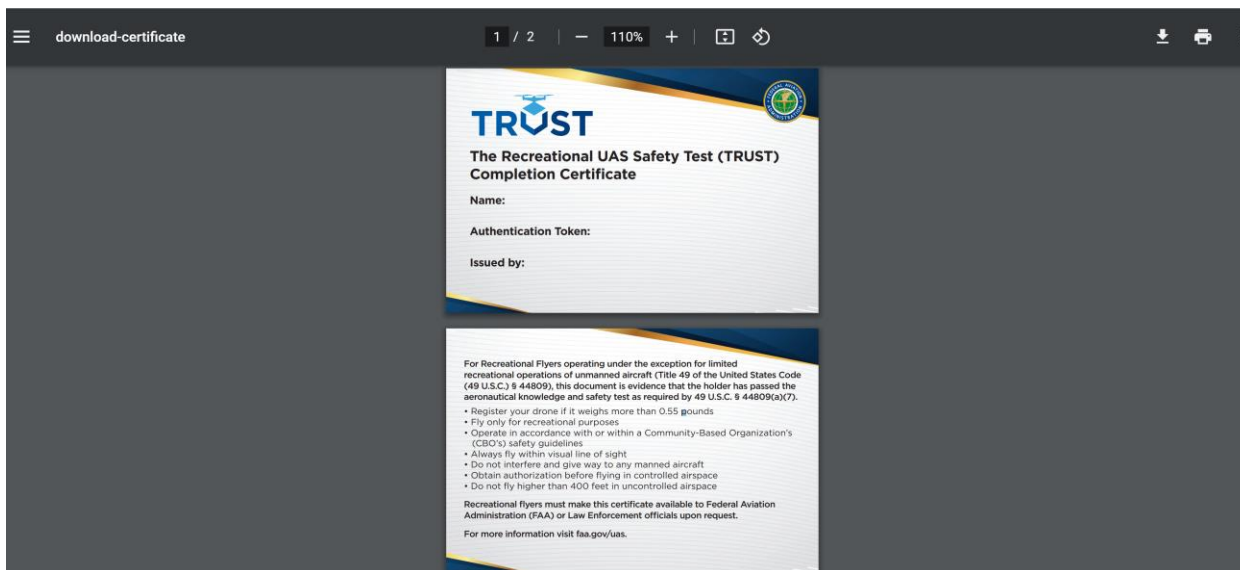 download-certificate
1 / 2
110%
TRUST
FEDERAL AVIATION ADMINISTRATION
The Recreational UAS Safety Test (TRUST)
Completion Certificate
Name:
Authentication Token:
Issued by:
For Recreational Flyers operating under the exception for limited
recreational operations of unmanned aircraft (Title 49 of the United States Code
(49 U.S.C.) § 44809), this document is evidence that the holder has passed the
aeronautical knowledge and safety test as required by 49 U.S.C. § 44809(a)(7).
• Register your drone if it weighs more than 0.55 pounds
• Fly only for recreational purposes
• Operate in accordance with or within a Community-Based Organization's
(CBO's) safety guidelines
• Always fly within visual line of sight
• Do not interfere and give way to any manned aircraft
• Obtain authorization before flying in controlled airspace
• Do not fly higher than 400 feet in uncontrolled airspace
Recreational flyers must make this certificate available to Federal Aviation
Administration (FAA) or Law Enforcement officials upon request.
For more information visit faa.gov/uas.